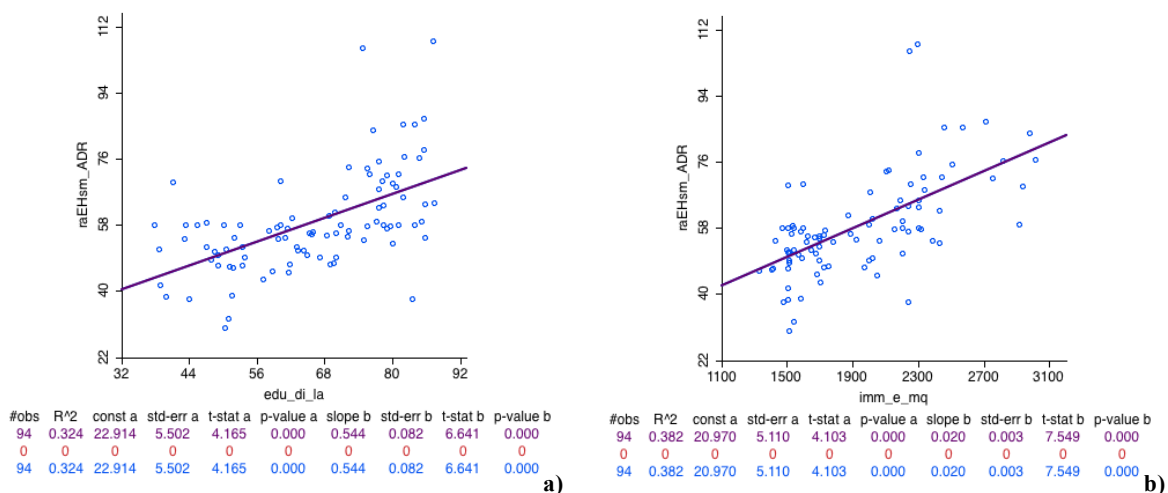 112
94
76
58
40
22
raEHsm_ADR
32 44 56 68 80 92
edu_di_la
#obs R^2 const a std-err a t-stat a p-value a slope b std-err b t-stat b p-value b
94 0.324 22.914 5.502 4.165 0.000 0.544 0.082 6.641 0.000
0 0 0 0 0 0 0 0 0 0
94 0.324 22.914 5.502 4.165 0.000 0.544 0.082 6.641 0.000
a)
112
94
76
58
40
22
raEHsm_ADR
1100 1500 1900 2300 2700 3100
imm_e_mq
#obs R^2 const a std-err a t-stat a p-value a slope b std-err b t-stat b p-value b
94 0.382 20.970 5.110 4.103 0.000 0.020 0.003 7.549 0.000
0 0 0 0 0 0 0 0 0 0
94 0.382 20.970 5.110 4.103 0.000 0.020 0.003 7.549 0.000
b)